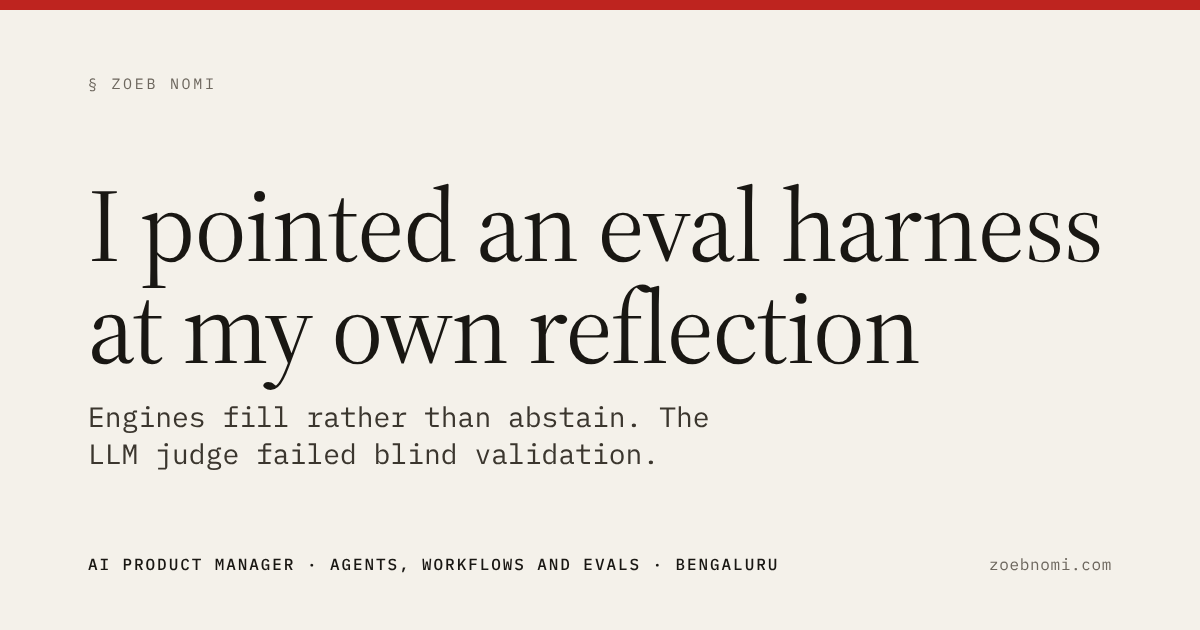 § ZOEB NOMI
I pointed an eval harness
at my own reflection
Engines fill rather than abstain. The
LLM judge failed blind validation.
AI PRODUCT MANAGER · AGENTS, WORKFLOWS AND EVALS · BENGALURU
zoebnomi.com